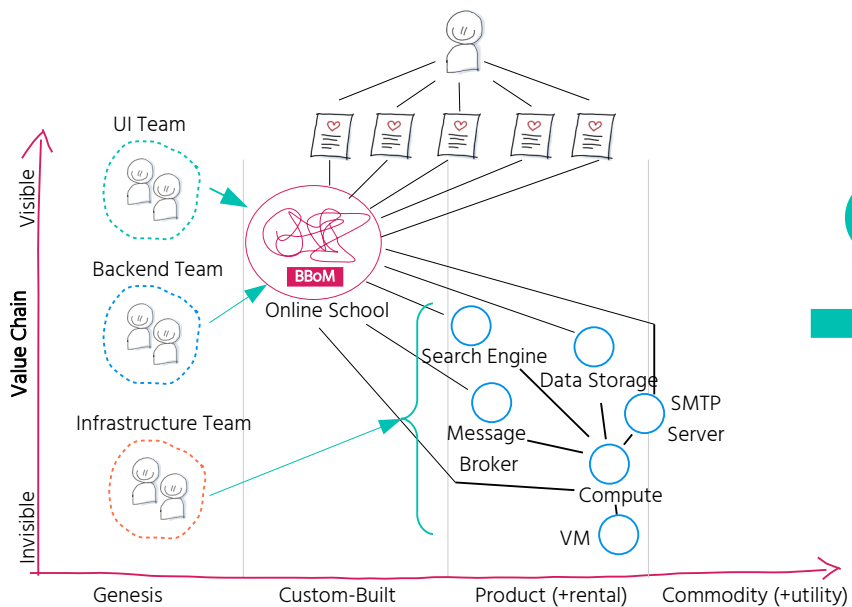 UI Team
Visible
BBoM
Backend Team
Online School
Value Chain
Search Engine
Data Storage
SMTP
Server
Infrastructure Team
Message
Broker
Compute
Invisible
VM
Genesis
Custom-Built
Product (+rental)
Commodity (+utility)